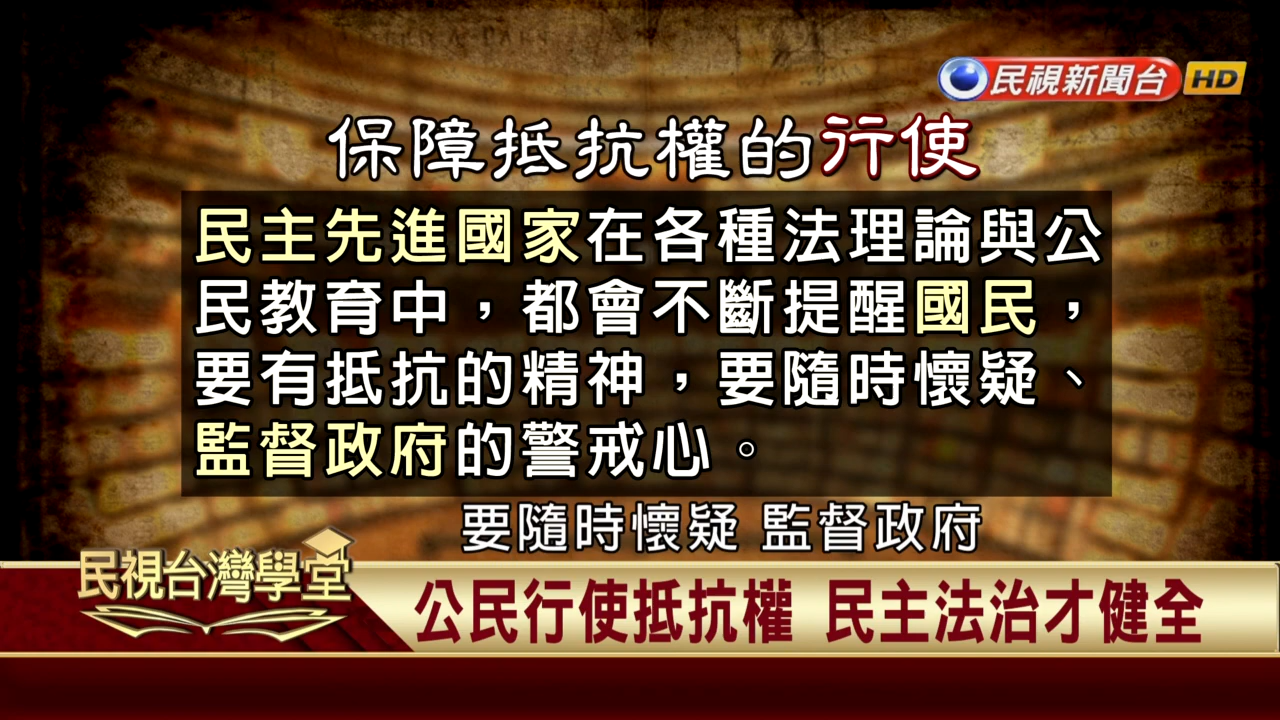 民視新聞台 HD
保障抵抗權的行使
民主先進國家在各種法理論與公
民教育中，都會不斷提醒國民，
要有抵抗的精神，要隨時懷疑、
監督政府的警戒心。
要隨時懷疑 監督政府
民視台灣學堂
公民行使抵抗權 民主法治才健全